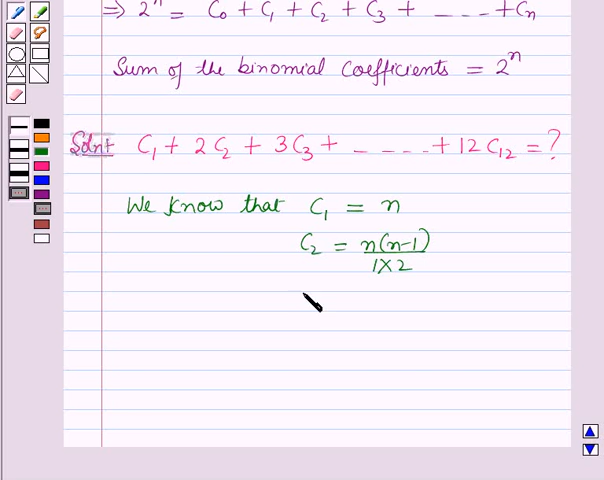 ⇒ 2ⁿ = C₀ + C₁ + C₂ + C₃ + _ _ _ _ _ + Cₙ
Sum of the binomial coefficients = 2ⁿ
Soln:- C₁ + 2C₂ + 3C₃ + _ _ _ _ _ + 12C₁₂ = ?
We know that C₁ = n
C₂ = n(n-1)
1×2